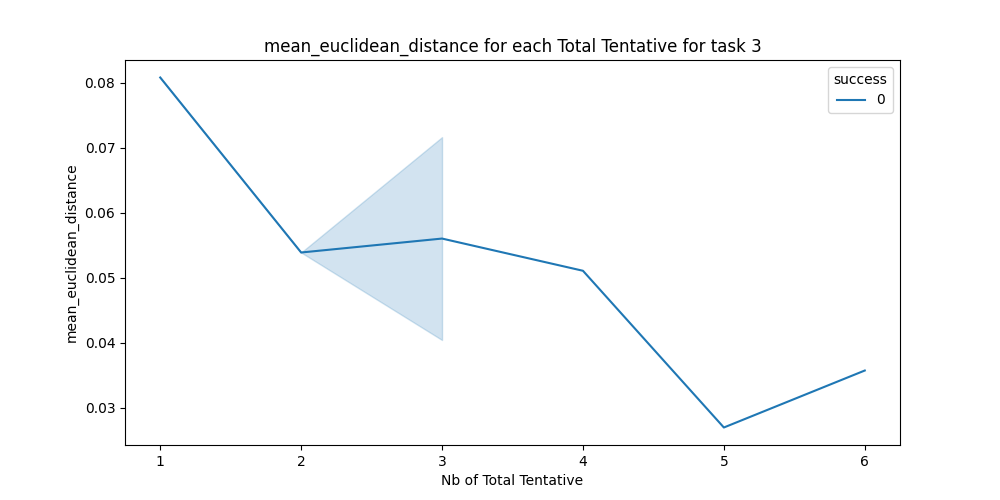 mean_euclidean_distance for each Total Tentative for task 3
success
0
mean_euclidean_distance
0.08
0.07
0.06
0.05
0.04
0.03
1 2 3 4 5 6
Nb of Total Tentative